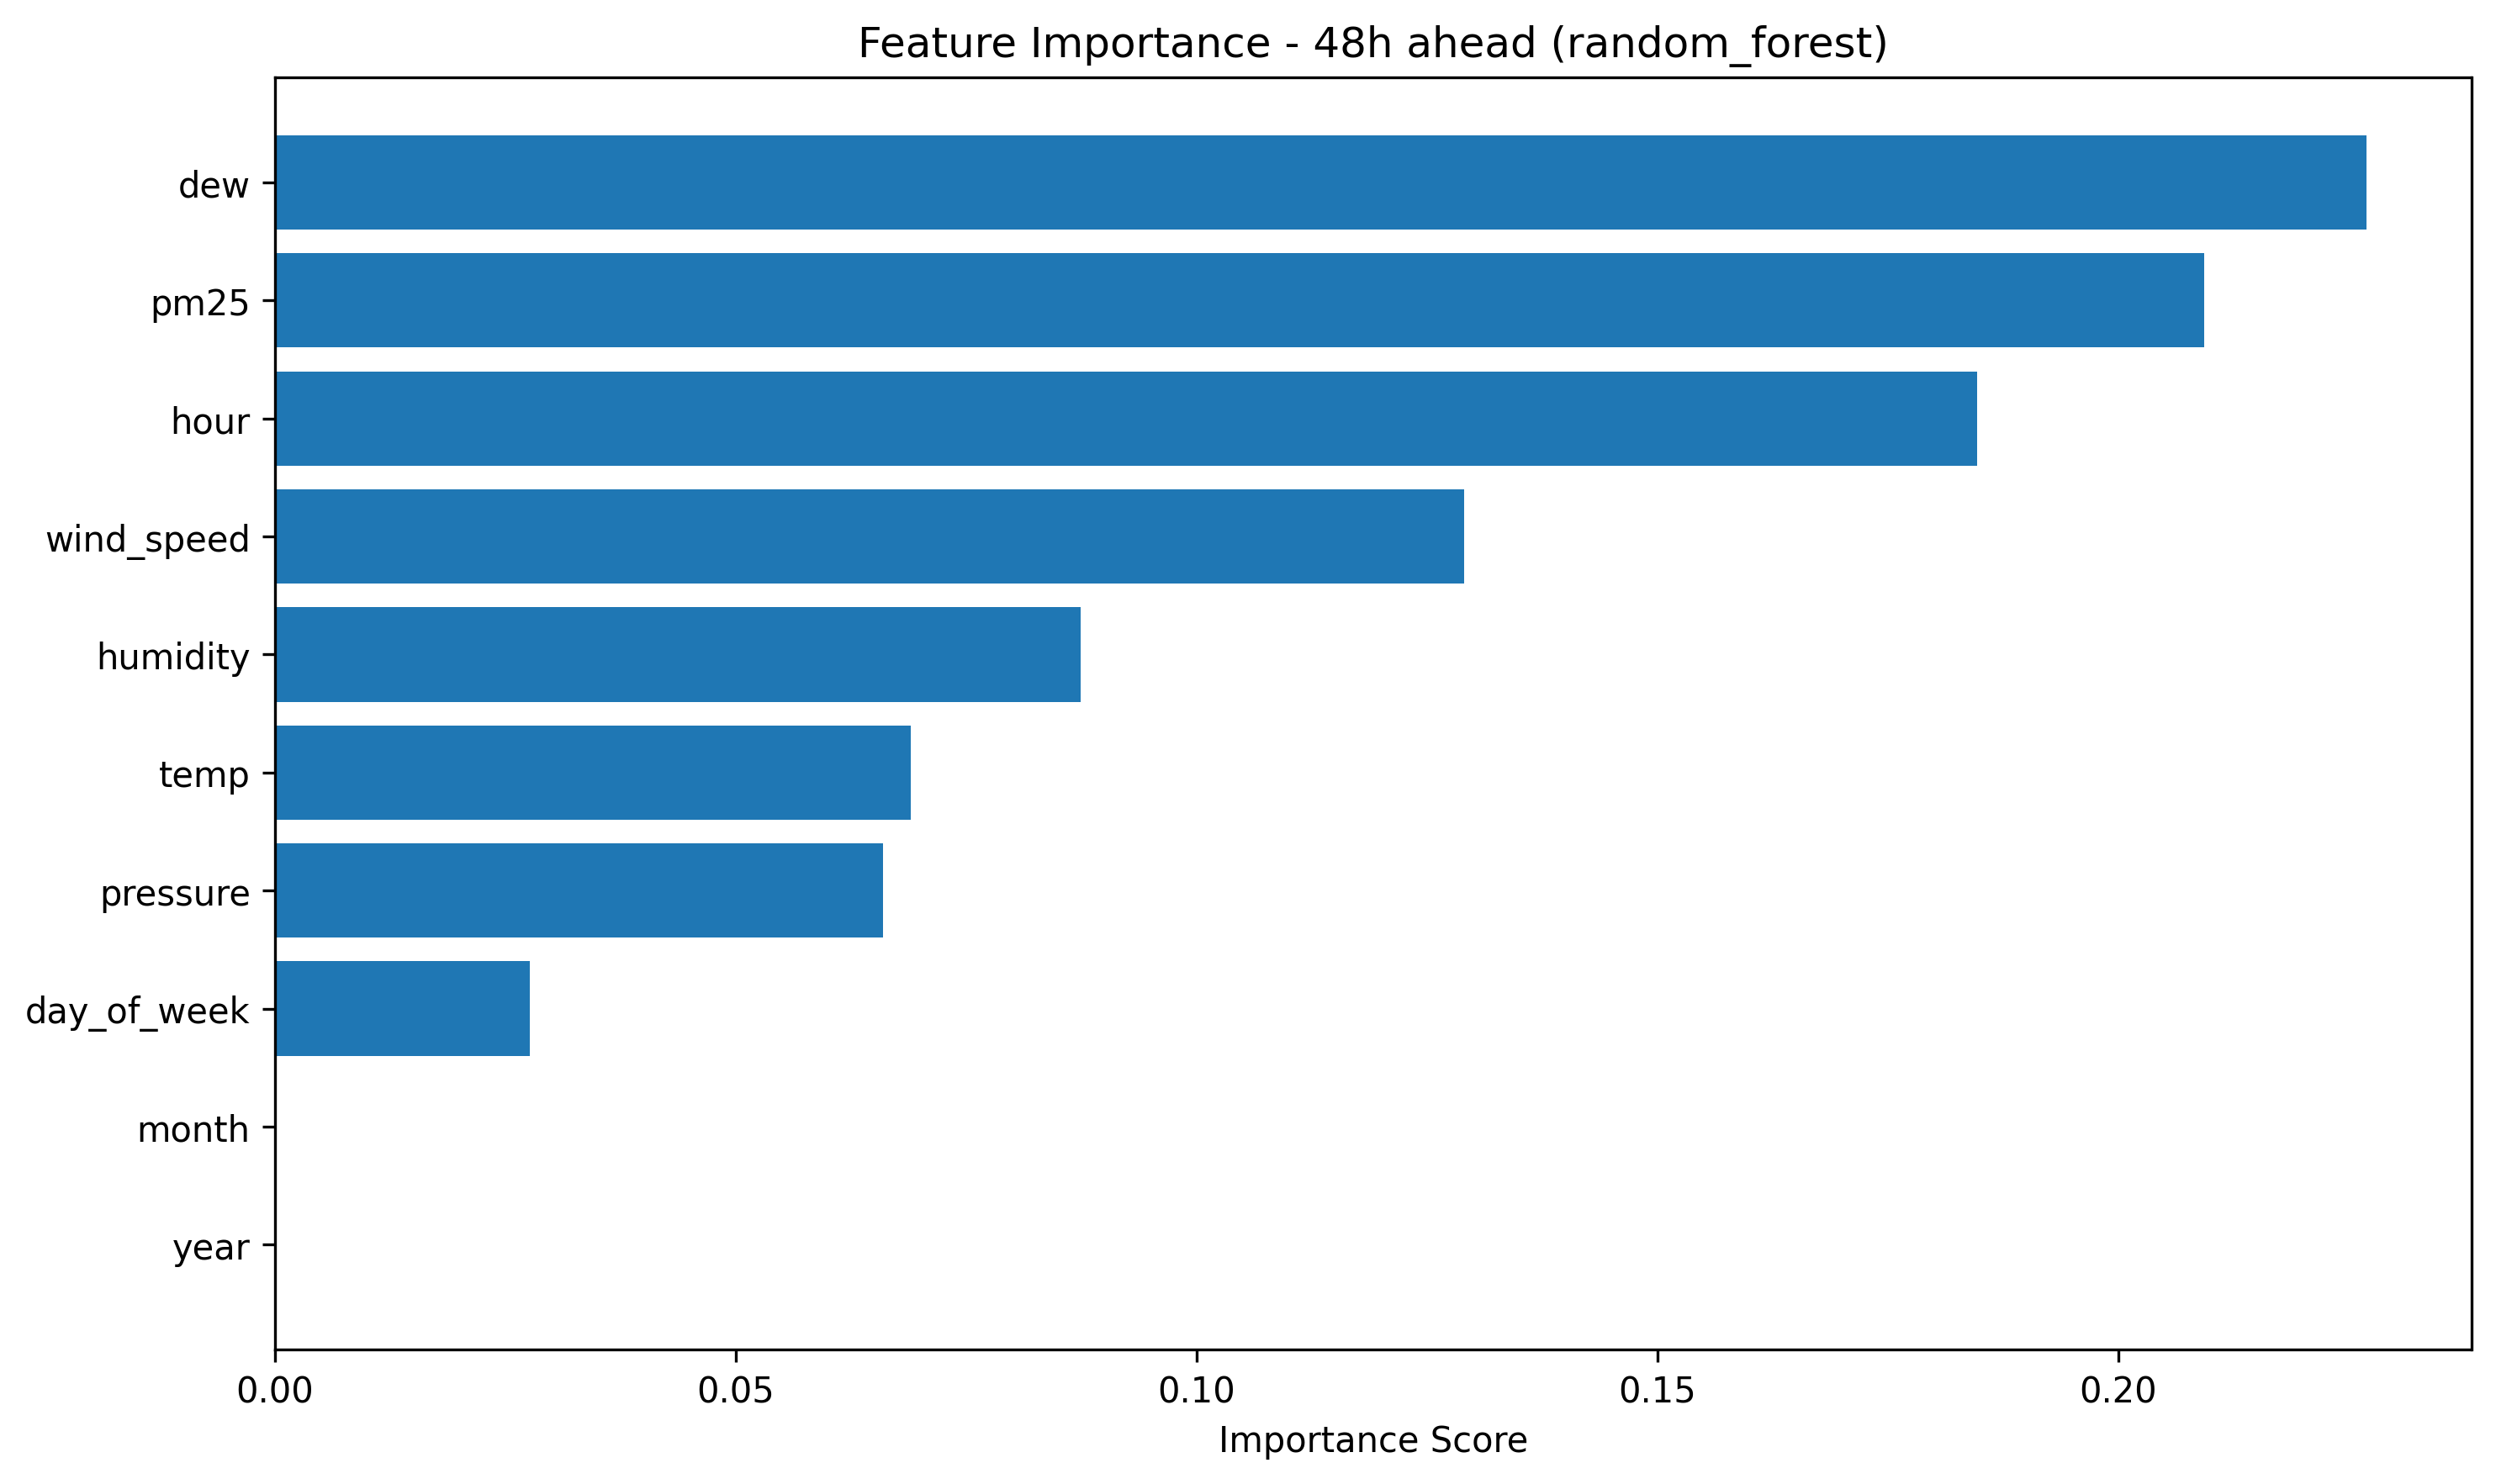 Feature Importance - 48h ahead (random_forest)
dew
pm25
hour
wind_speed
humidity
temp
pressure
day_of_week
month
year
0.00 0.05 0.10 0.15 0.20
Importance Score